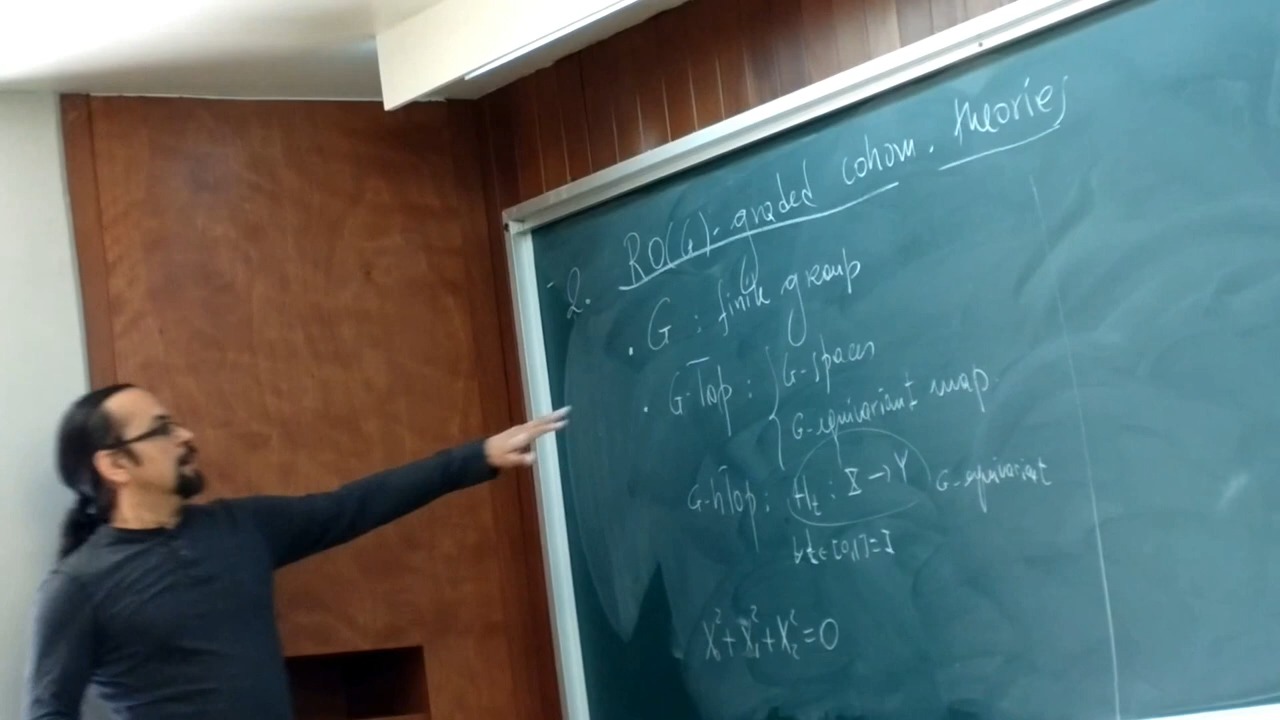 2. RO(G)-graded cohom. theories
• G : finite group
• G-Top : { G-spaces
G-equivariant map.
G-hTop : H_t : X → Y G-equivariant
∀t∈[0,1]=I
X_0^2+X_1^2+X_2^2=0